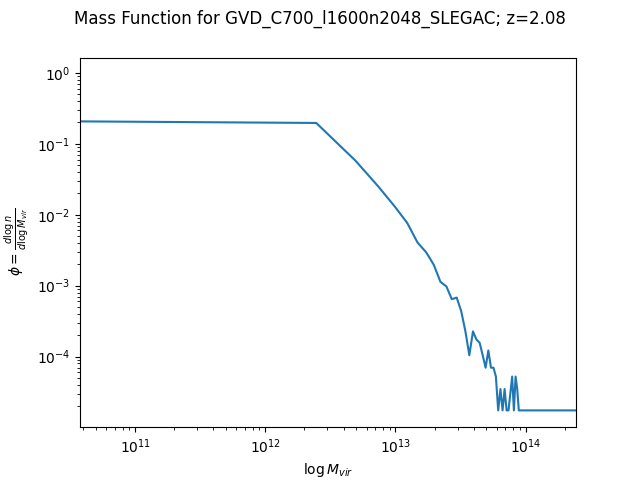 Mass Function for GVD_C700_l1600n2048_SLEGAC; z=2.08
10⁰
10⁻¹
10⁻²
10⁻³
10⁻⁴
ϕ = d log n / d log M_vir
10¹¹ 10¹² 10¹³ 10¹⁴
log M_vir